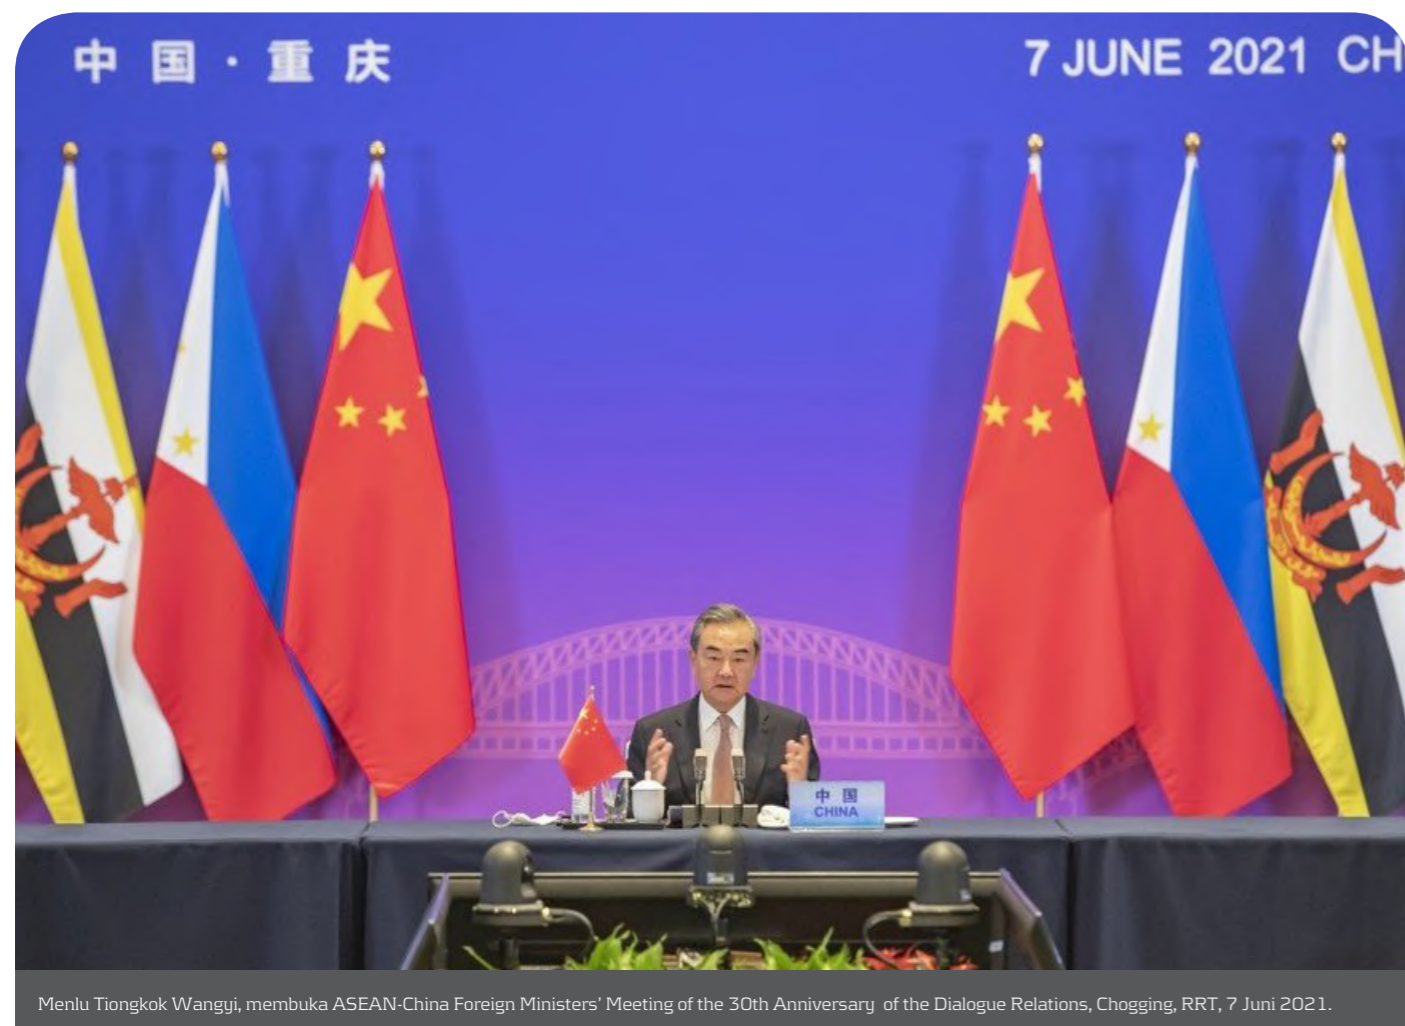 中国·重庆
7 JUNE 2021 CH
中国
CHINA
Menlu Tiongkok Wangyi, membuka ASEAN-China Foreign Ministers' Meeting of the 30th Anniversary of the Dialogue Relations, Chogging, RRT, 7 Juni 2021.